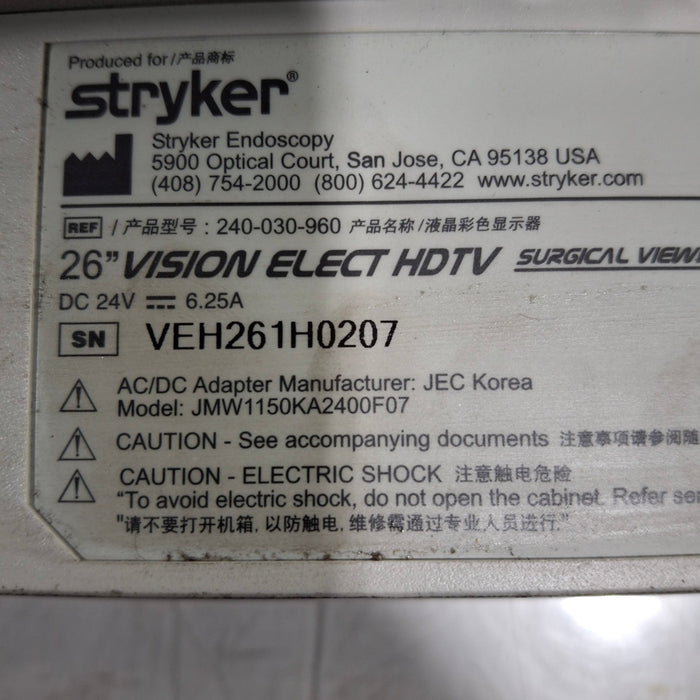 Produced for/产品商标
stryker®
Stryker Endoscopy
5900 Optical Court, San Jose, CA 95138 USA
(408) 754-2000 (800) 624-4422 www.stryker.com
REF / 产品型号 : 240-030-960 产品名称/液晶彩色显示器
26” VISION ELECT HDTV SURGICAL
DC 24V ⎓ 6.25A
SN VEH261H0207
AC/DC Adapter Manufacturer: JEC Korea
Model: JMW1150KA2400F07
CAUTION - See accompanying documents 注意事项请参阅随
CAUTION - ELECTRIC SHOCK 注意触电危险
“To avoid electric shock, do not open the cabinet. Refer
"请不要打开机箱, 以防触电, 维修需通过专业人员进行."